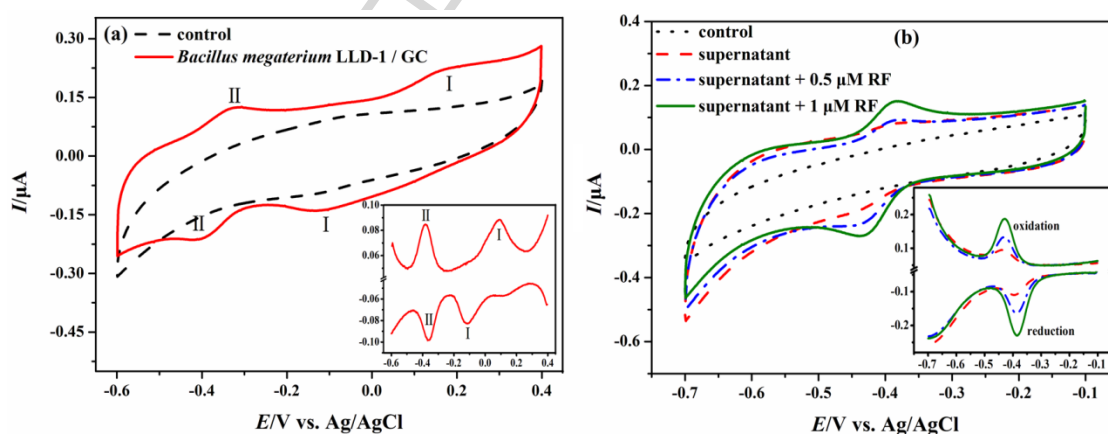 (a)
control
Bacillus megaterium LLD-1 / GC
I/μA
0.30
0.15
0.00
-0.15
-0.30
-0.45
II
I
II
I
-0.6
-0.4
-0.2
0.0
0.2
0.4
E/V vs. Ag/AgCl
0.10
0.08
0.06
-0.06
-0.08
-0.10
II
I
II
I
-0.6 -0.4 -0.2 0.0 0.2 0.4
(b)
control
supernatant
supernatant + 0.5 μM RF
supernatant + 1 μM RF
I/μA
0.4
0.2
0.0
-0.2
-0.4
-0.6
-0.7
-0.6
-0.5
-0.4
-0.3
-0.2
-0.1
E/V vs. Ag/AgCl
0.2
0.1
-0.1
-0.2
oxidation
reduction
-0.7 -0.6 -0.5 -0.4 -0.3 -0.2 -0.1